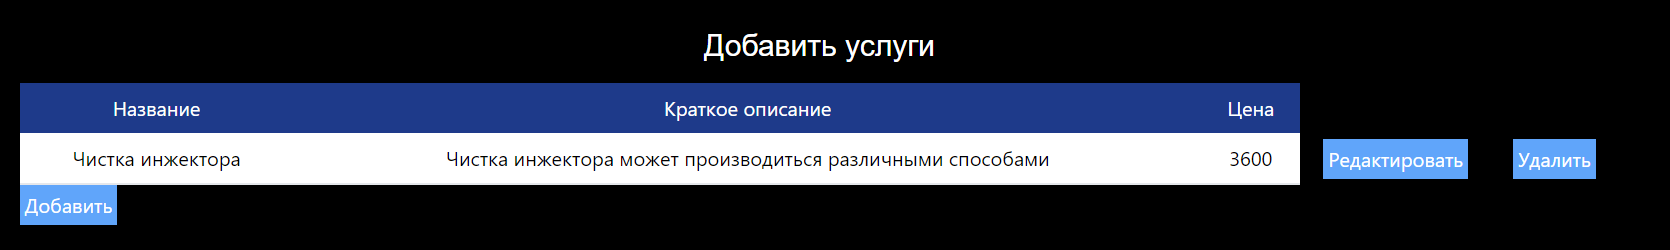 Добавить услуги
Название Краткое описание Цена
Чистка инжектора Чистка инжектора может производиться различными способами 3600 Редактировать Удалить
Добавить